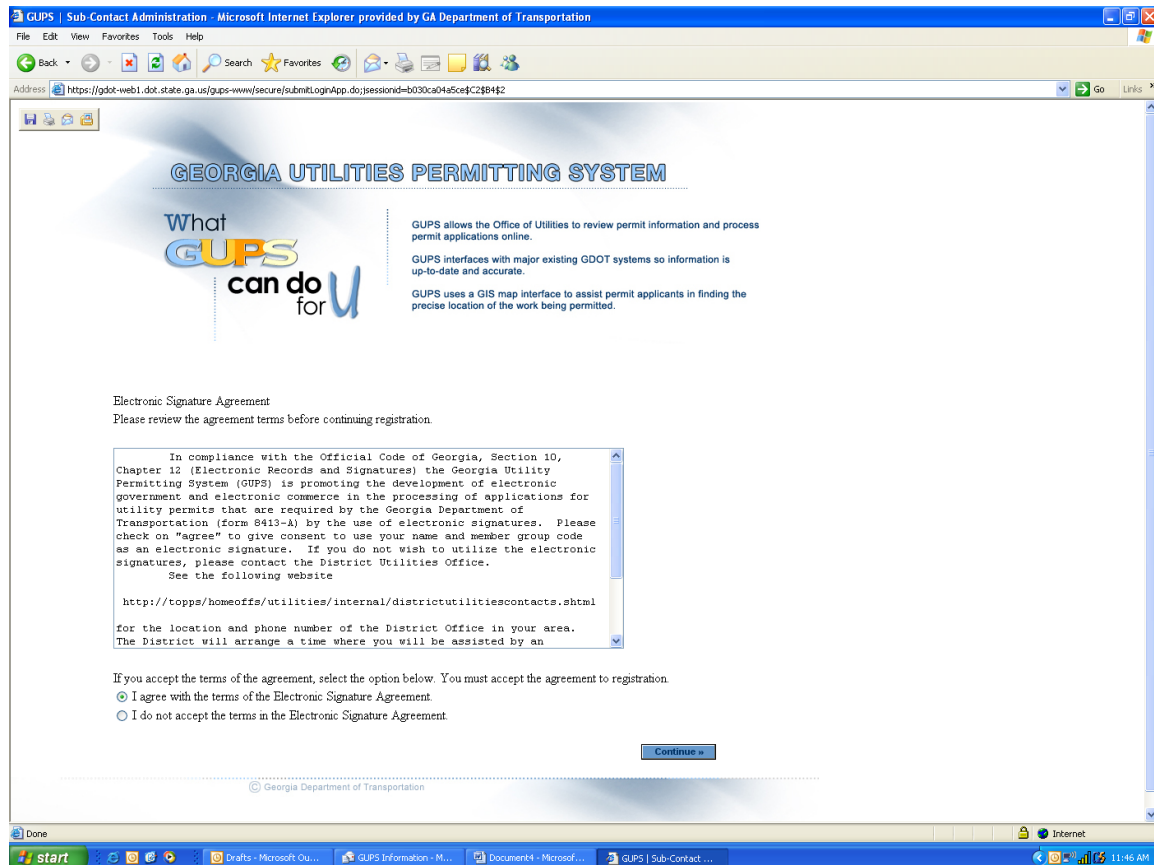 GUPS | Sub-Contact Administration - Microsoft Internet Explorer provided by GA Department of Transportation
File Edit View Favorites Tools Help
Back Search Favorites
Address https://gdot-web1.dot.state.ga.us/gups-www/secure/submitLoginApp.do;jsessionid=b030ca04a5ce$C2$B4$2 Go Links »
GEORGIA UTILITIES PERMITTING SYSTEM
What
GUPS
can do
for U
GUPS allows the Office of Utilities to review permit information and process
permit applications online.
GUPS interfaces with major existing GDOT systems so information is
up-to-date and accurate.
GUPS uses a GIS map interface to assist permit applicants in finding the
precise location of the work being permitted.
Electronic Signature Agreement
Please review the agreement terms before continuing registration.
In compliance with the Official Code of Georgia, Section 10,
Chapter 12 (Electronic Records and Signatures) the Georgia Utility
Permitting System (GUPS) is promoting the development of electronic
government and electronic commerce in the processing of applications for
utility permits that are required by the Georgia Department of
Transportation (form 8413-A) by the use of electronic signatures.  Please
check on "agree" to give consent to use your name and member group code
as an electronic signature.  If you do not wish to utilize the electronic
signatures, please contact the District Utilities Office.
See the following website
http://topps/homeoffs/utilities/internal/districtutilitiescontacts.shtml
for the location and phone number of the District Office in your area.
The District will arrange a time where you will be assisted by an
If you accept the terms of the agreement, select the option below. You must accept the agreement to registration.
I agree with the terms of the Electronic Signature Agreement.
I do not accept the terms in the Electronic Signature Agreement.
Continue »
© Georgia Department of Transportation
Done Internet
start Drafts - Microsoft Ou... GUPS Information - M... Document4 - Microsof... GUPS | Sub-Contact ... 11:46 AM